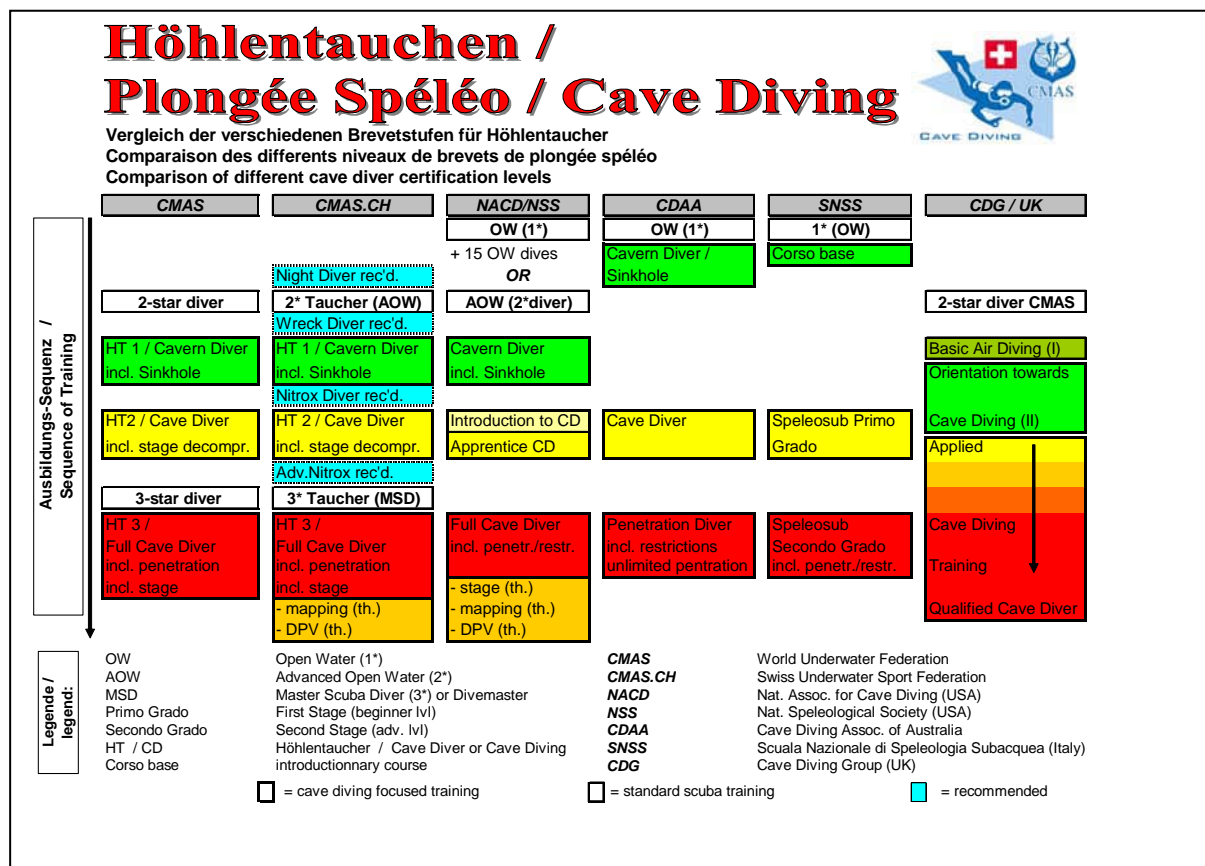 Höhlentauchen /
Plongée Spéléo / Cave Diving
CMAS
CAVE DIVING
Vergleich der verschiedenen Brevetstufen für Höhlentaucher
Comparaison des differents niveaux de brevets de plongée spéléo
Comparison of different cave diver certification levels
Ausbildungs-Sequenz /
Sequence of Training
CMAS
2-star diver
HT 1 / Cavern Diver
incl. Sinkhole
HT2 / Cave Diver
incl. stage decompr.
3-star diver
HT 3 /
Full Cave Diver
incl. penetration
incl. stage
CMAS.CH
Night Diver rec'd.
2* Taucher (AOW)
Wreck Diver rec'd.
HT 1 / Cavern Diver
incl. Sinkhole
Nitrox Diver rec'd.
HT 2 / Cave Diver
incl. stage decompr.
Adv.Nitrox rec'd.
3* Taucher (MSD)
HT 3 /
Full Cave Diver
incl. penetration
incl. stage
- mapping (th.)
- DPV (th.)
NACD/NSS
OW (1*)
+ 15 OW dives
OR
AOW (2*diver)
Cavern Diver
incl. Sinkhole
Introduction to CD
Apprentice CD
Full Cave Diver
incl. penetr./restr.
- stage (th.)
- mapping (th.)
- DPV (th.)
CDAA
OW (1*)
Cavern Diver /
Sinkhole
Cave Diver
Penetration Diver
incl. restrictions
unlimited pentration
SNSS
1* (OW)
Corso base
Speleosub Primo
Grado
Speleosub
Secondo Grado
incl. penetr./restr.
CDG / UK
2-star diver CMAS
Basic Air Diving (I)
Orientation towards
Cave Diving (II)
Applied
Cave Diving
Training
Qualified Cave Diver
Legende /
legend:
OW Open Water (1*)
AOW Advanced Open Water (2*)
MSD Master Scuba Diver (3*) or Divemaster
Primo Grado First Stage (beginner lvl)
Secondo Grado Second Stage (adv. lvl)
HT / CD Höhlentaucher / Cave Diver or Cave Diving
Corso base introductionnary course
CMAS World Underwater Federation
CMAS.CH Swiss Underwater Sport Federation
NACD Nat. Assoc. for Cave Diving (USA)
NSS Nat. Speleological Society (USA)
CDAA Cave Diving Assoc. of Australia
SNSS Scuala Nazionale di Speleologia Subacquea (Italy)
CDG Cave Diving Group (UK)
= cave diving focused training
= standard scuba training
= recommended